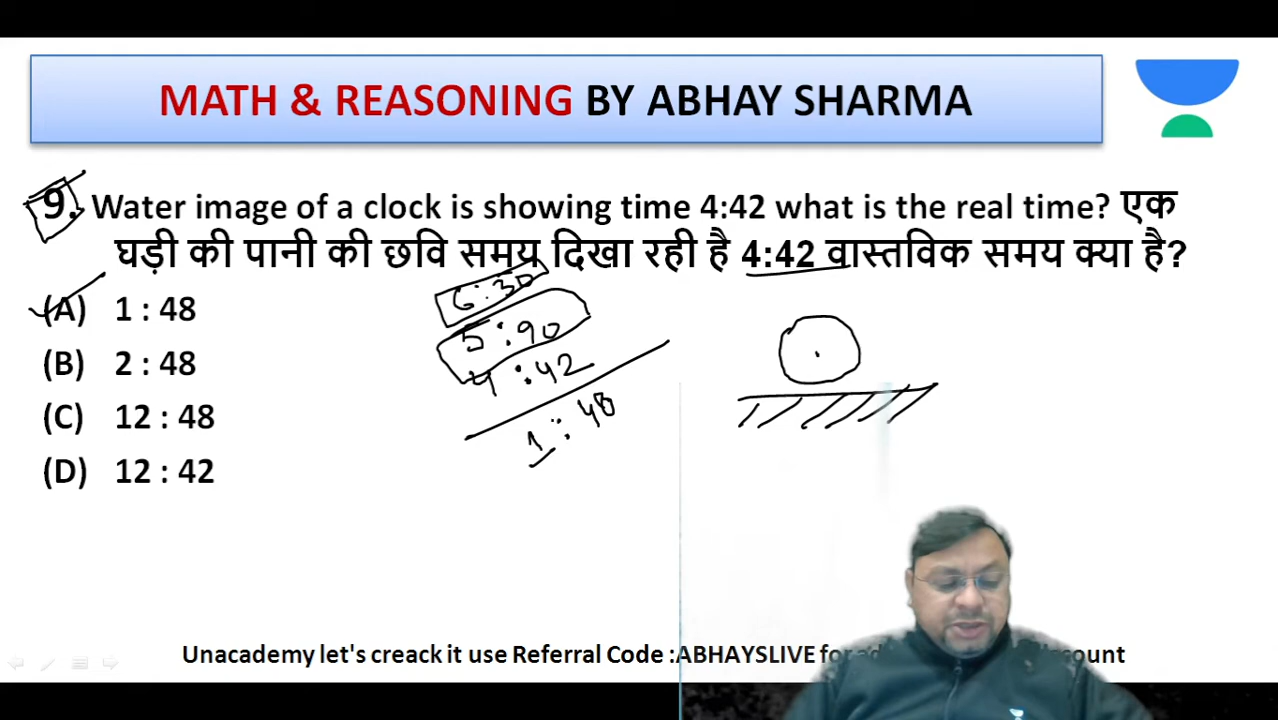 MATH & REASONING BY ABHAY SHARMA
9. Water image of a clock is showing time 4:42 what is the real time? एक
घड़ी की पानी की छवि समय दिखा रही है 4:42 वास्तविक समय क्या है?
(A) 1 : 48
(B) 2 : 48
(C) 12 : 48
(D) 12 : 42
6:30
5:90
4:42
1:48
Unacademy let's creack it use Referral Code :ABHAYSLIVE for